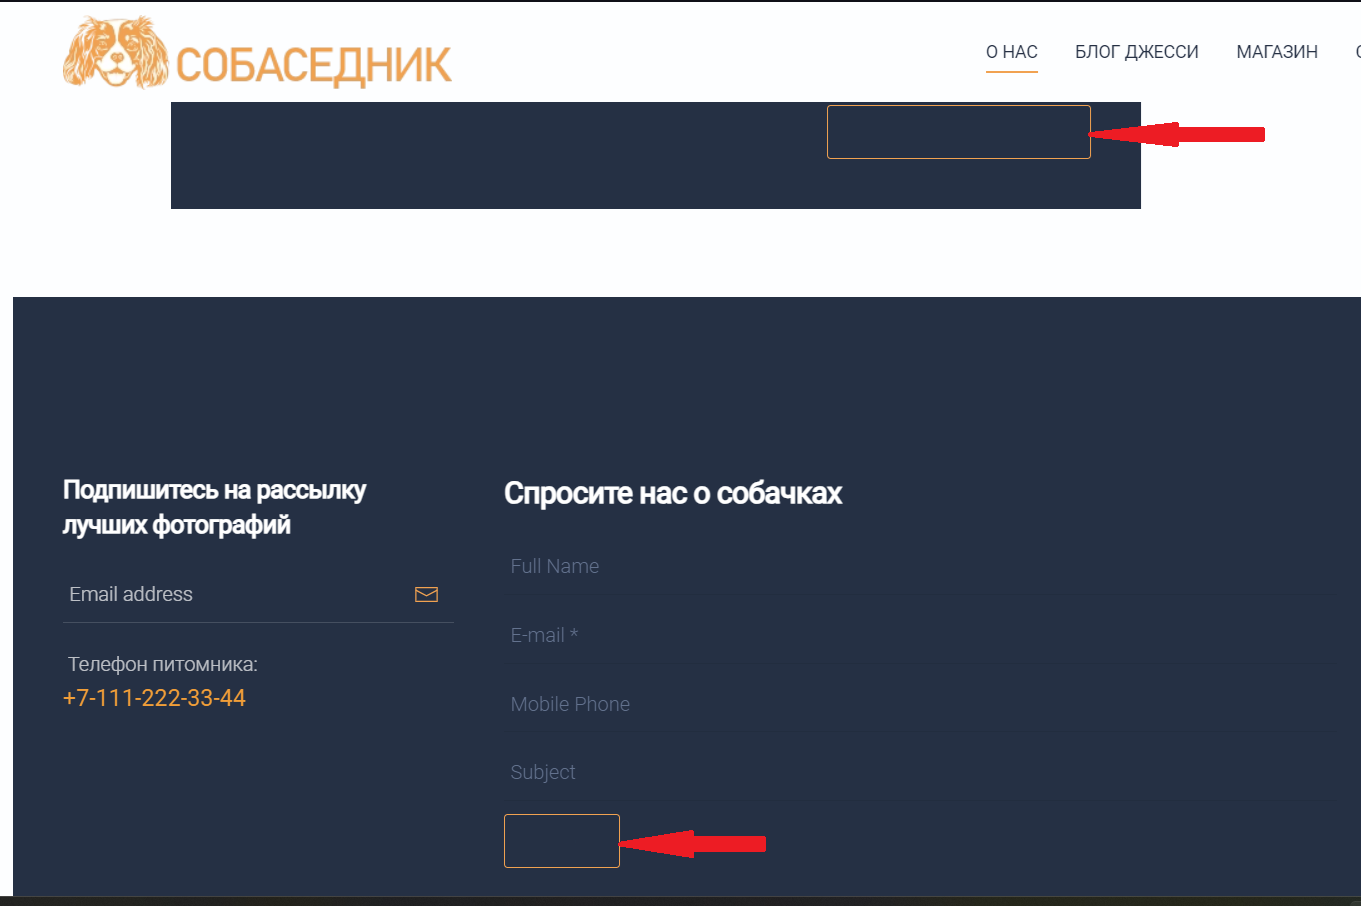 СОБАСЕДНИК
О НАС БЛОГ ДЖЕССИ МАГАЗИН
Подпишитесь на рассылку
лучших фотографий
Email address
Телефон питомника:
+7-111-222-33-44
Спросите нас о собачках
Full Name
E-mail *
Mobile Phone
Subject